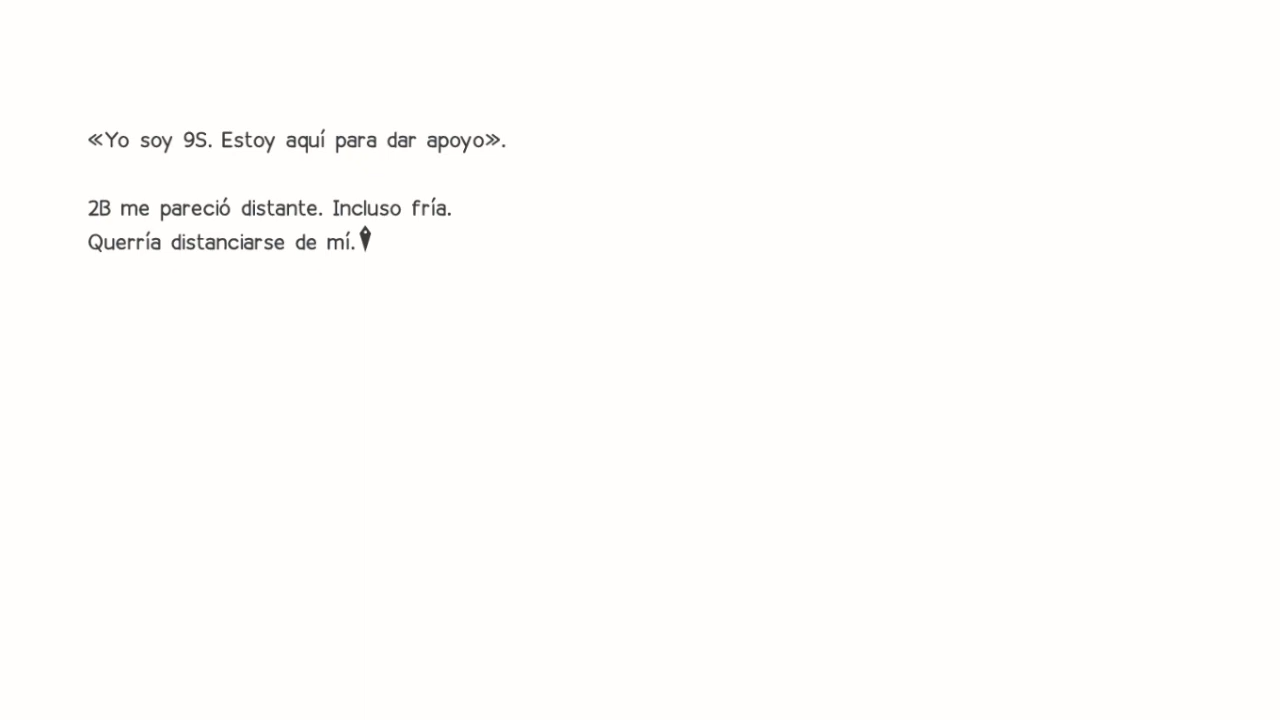 «Yo soy 9S. Estoy aquí para dar apoyo».
2B me pareció distante. Incluso fría.
Querría distanciarse de mí.